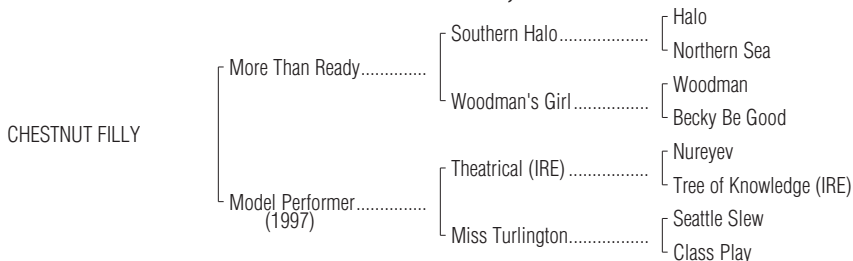 Halo
Southern Halo...................
Northern Sea
More Than Ready..............
Woodman
Woodman's Girl................
Becky Be Good
CHESTNUT FILLY
Nureyev
Theatrical (IRE) .................
Tree of Knowledge (IRE)
Model Performer...............
(1997)
Seattle Slew
Miss Turlington.................
Class Play